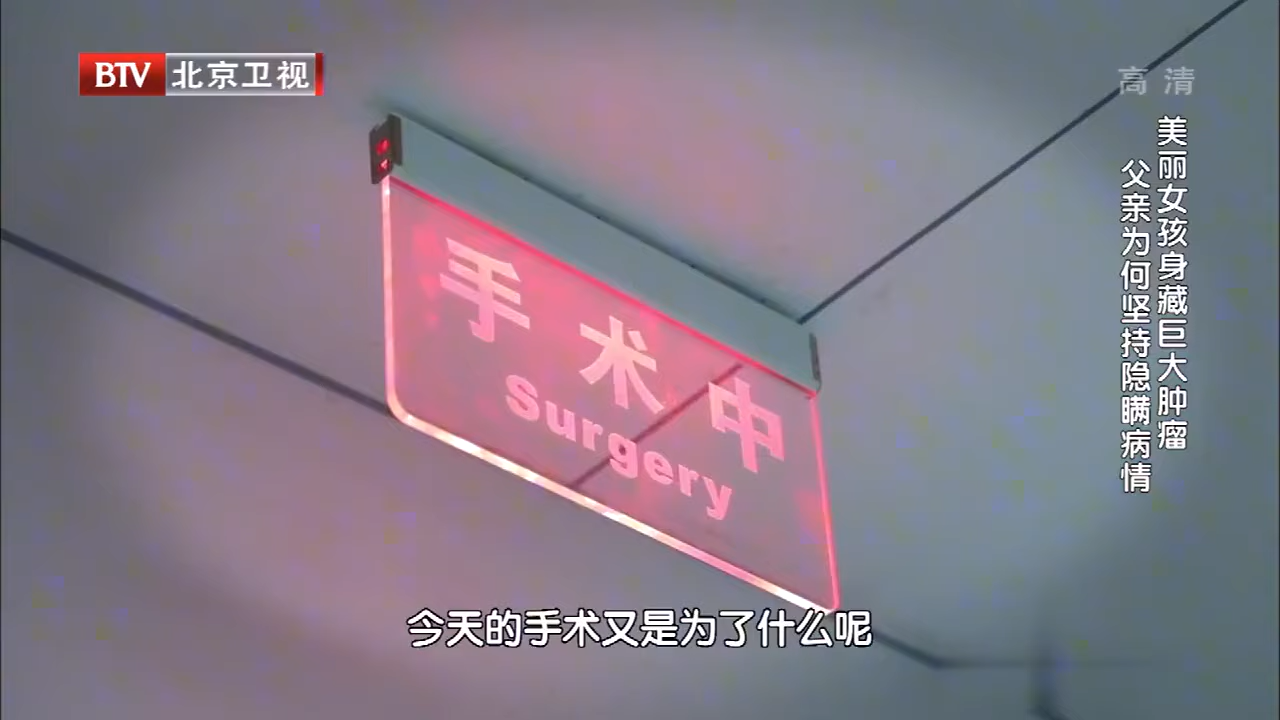 BTV 北京卫视
高清
美丽女孩身藏巨大肿瘤
父亲为何坚持隐瞒病情
手术中
Surgery
今天的手术又是为了什么呢